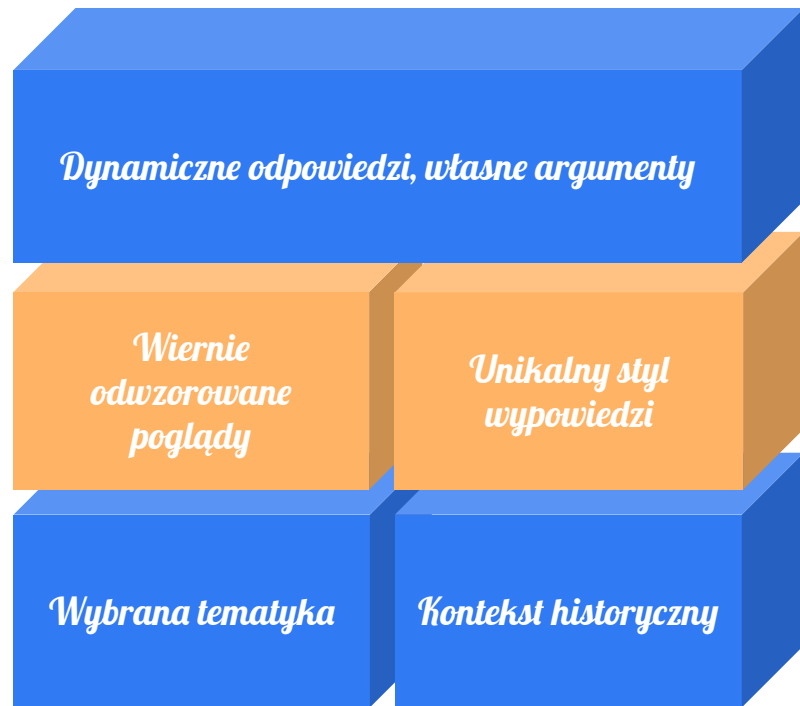 Dynamiczne odpowiedzi, własne argumenty
Wiernie
odwzorowane
poglądy
Unikalny styl
wypowiedzi
Wybrana tematyka
Kontekst historyczny